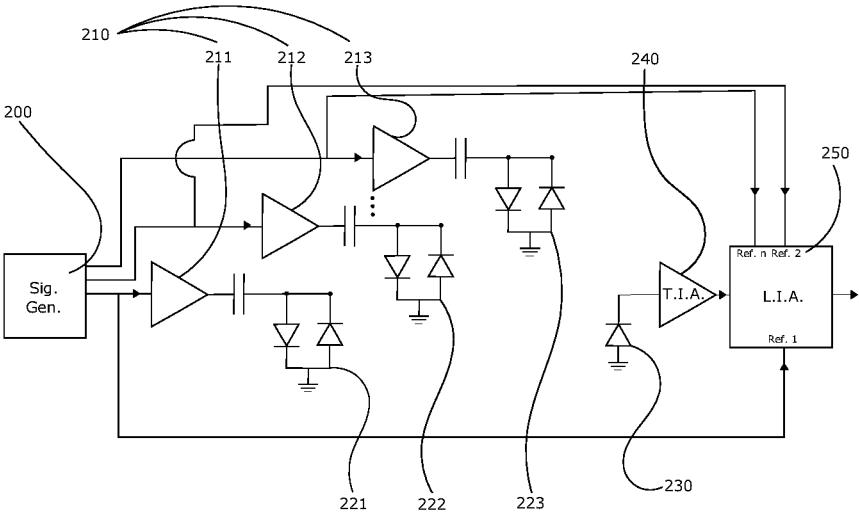 210
211
212
213
240
200
250
Ref. n
Ref. 2
Sig.
Gen.
T.I.A.
L.I.A.
Ref. 1
221
222
223
230